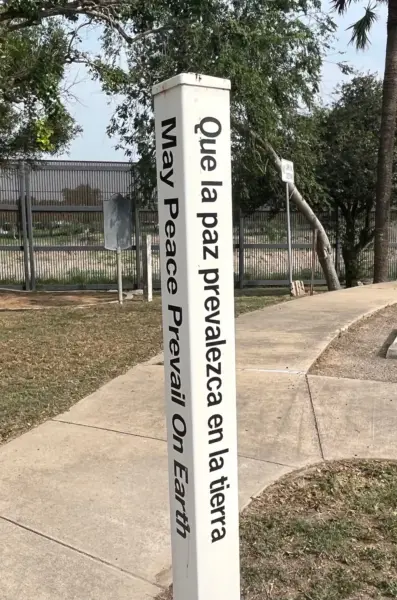 May Peace Prevail On Earth
Que la paz prevalezca en la tierra